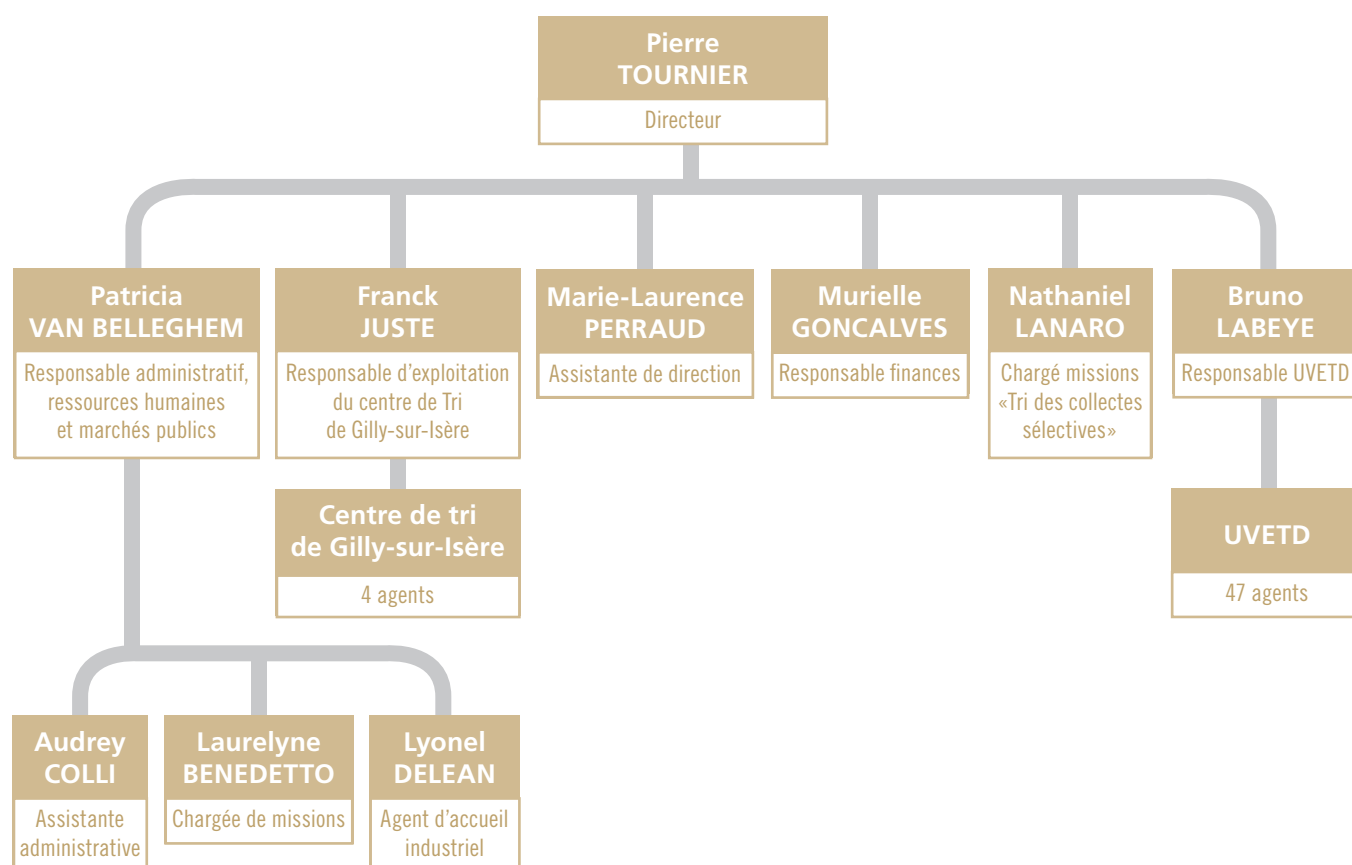 Pierre
TOURNIER
Directeur
Patricia
VAN BELLEGHEM
Responsable administratif,
ressources humaines
et marchés publics
Franck
JUSTE
Responsable d’exploitation
du centre de Tri
de Gilly-sur-Isère
Marie-Laurence
PERRAUD
Assistante de direction
Murielle
GONCALVES
Responsable finances
Nathaniel
LANARO
Chargé missions
«Tri des collectes
sélectives»
Bruno
LABEYE
Responsable UVETD
Centre de tri
de Gilly-sur-Isère
4 agents
UVETD
47 agents
Audrey
COLLI
Assistante
administrative
Laurelyne
BENEDETTO
Chargée de missions
Lyonel
DELEAN
Agent d’accueil
industriel